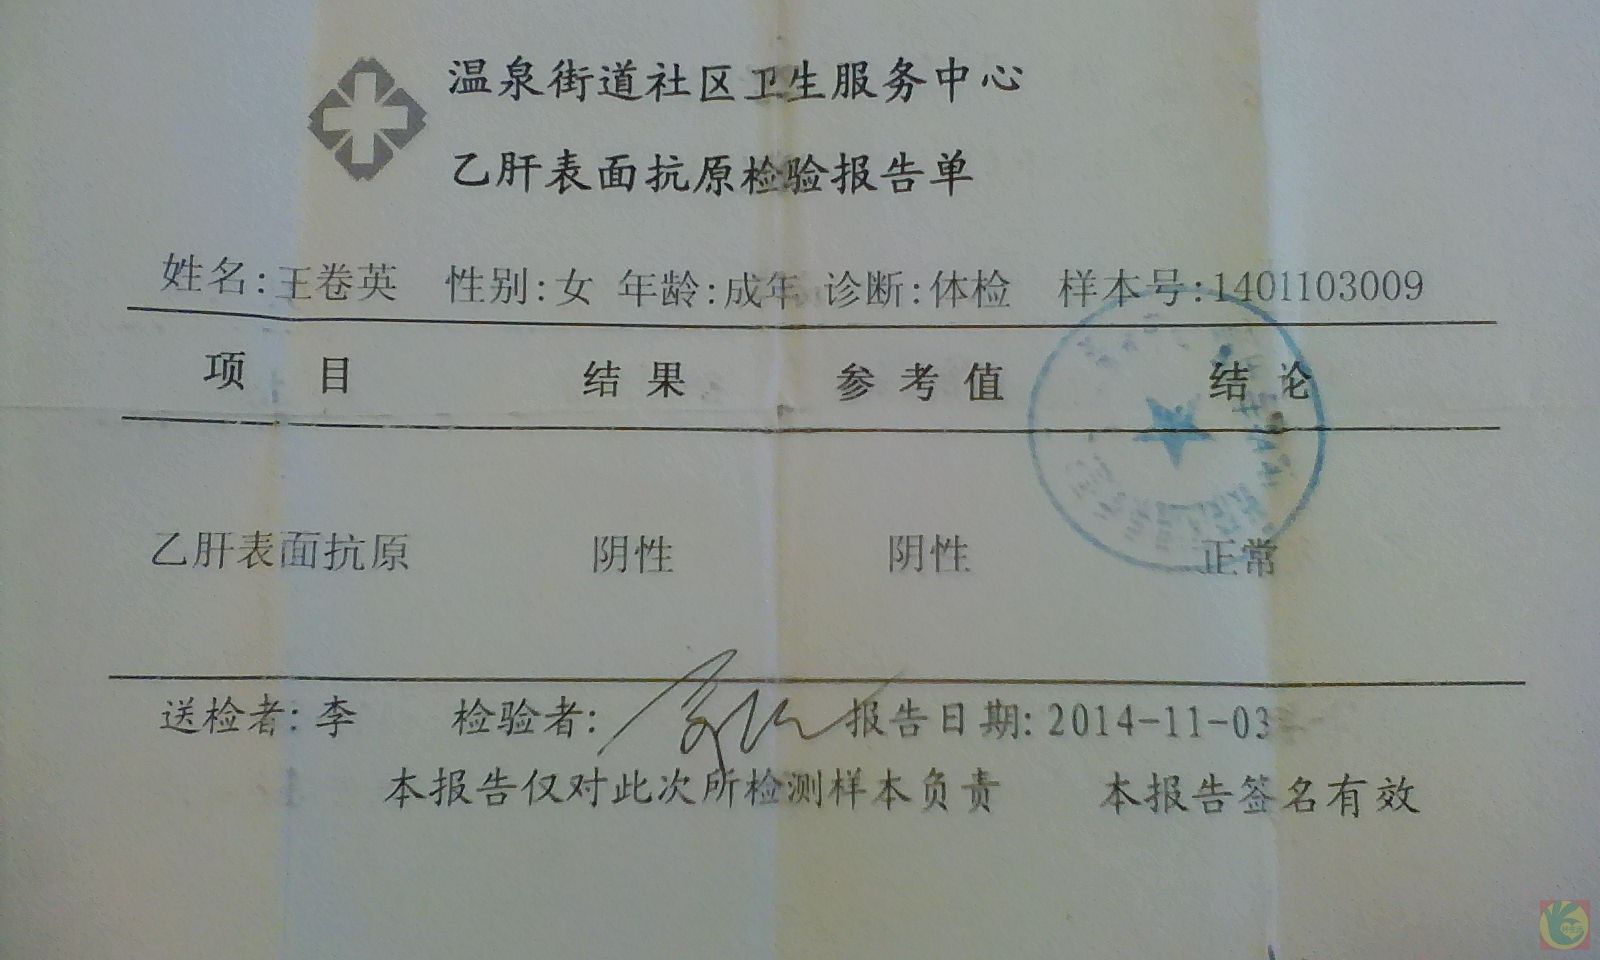 温泉街道社区卫生服务中心
乙肝表面抗原检验报告单
姓名:王卷英 性别:女 年龄:成年 诊断:体检 样本号:1401103009
项 目 结 果 参 考 值 结 论
乙肝表面抗原 阴性 阴性 正常
送检者:李 检验者: 报告日期:2014-11-03
本报告仅对此次所检测样本负责 本报告签名有效